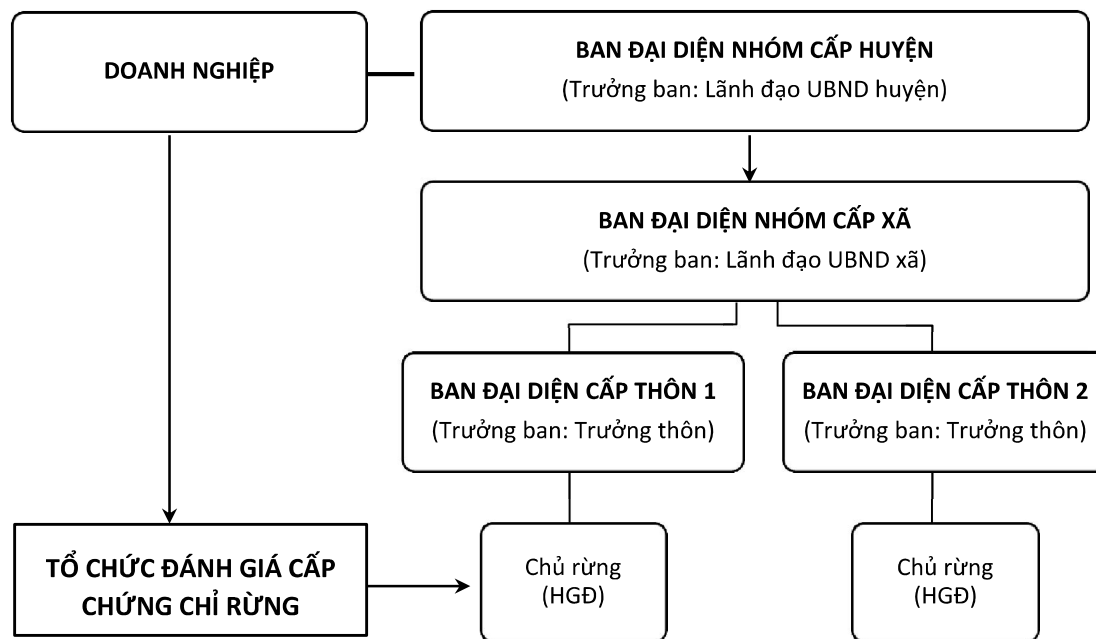 DOANH NGHIỆP
BAN ĐẠI DIỆN NHÓM CẤP HUYỆN
(Trưởng ban: Lãnh đạo UBND huyện)
BAN ĐẠI DIỆN NHÓM CẤP XÃ
(Trưởng ban: Lãnh đạo UBND xã)
BAN ĐẠI DIỆN CẤP THÔN 1
(Trưởng ban: Trưởng thôn)
BAN ĐẠI DIỆN CẤP THÔN 2
(Trưởng ban: Trưởng thôn)
TỔ CHỨC ĐÁNH GIÁ CẤP
CHỨNG CHỈ RỪNG
Chủ rừng
(HGĐ)
Chủ rừng
(HGĐ)